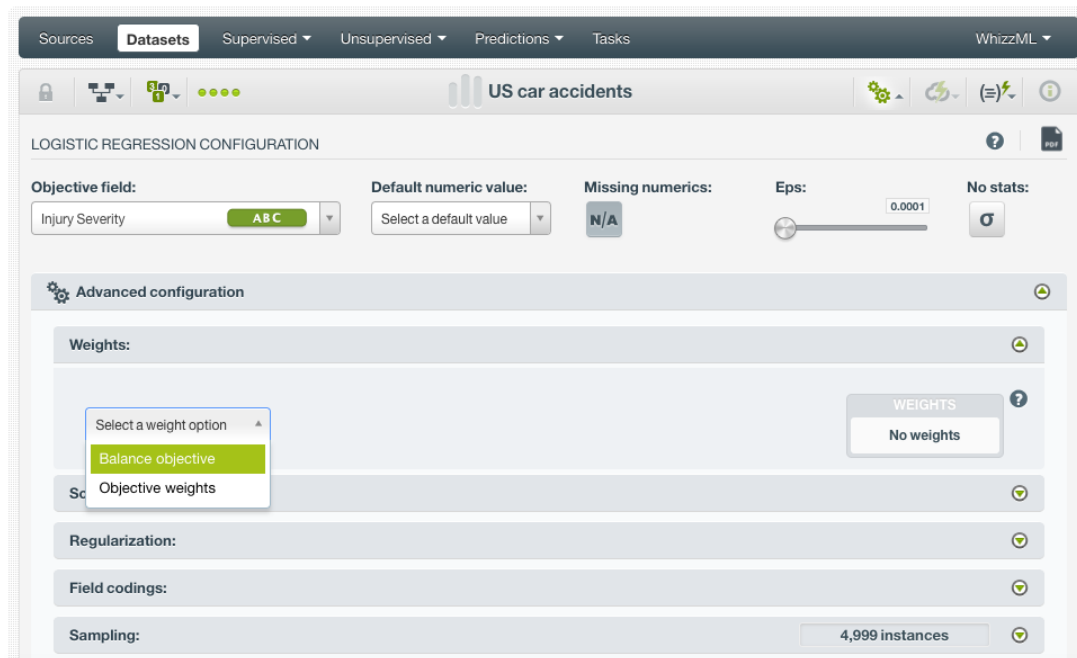 Sources Datasets Supervised Unsupervised Predictions Tasks WhizzML
US car accidents
LOGISTIC REGRESSION CONFIGURATION
PDF
Objective field: Default numeric value: Missing numerics: Eps: No stats:
Injury Severity ABC Select a default value N/A 0.0001 σ
Advanced configuration
Weights:
WEIGHTS
Select a weight option
No weights
Balance objective
Objective weights
Sc
Regularization:
Field codings:
Sampling: 4,999 instances